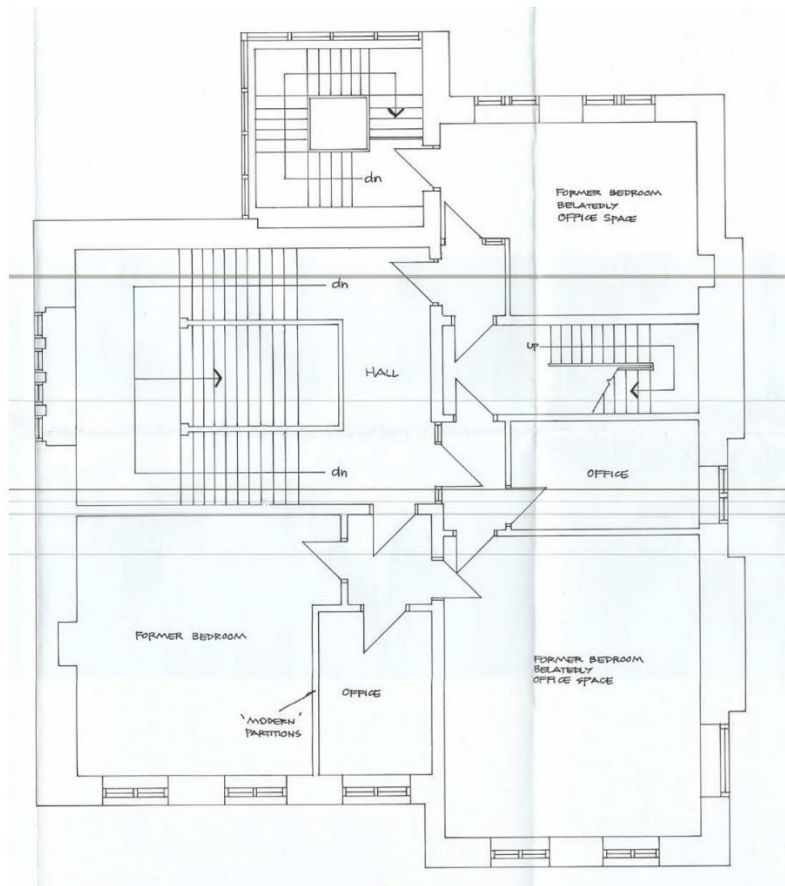 dn
FORMER BEDROOM
BELATEDLY
OFFICE SPACE
dn
UP
HALL
dn
OFFICE
FORMER BEDROOM
FORMER BEDROOM
BELATEDLY
OFFICE SPACE
OFFICE
'MODERN'
PARTITIONS